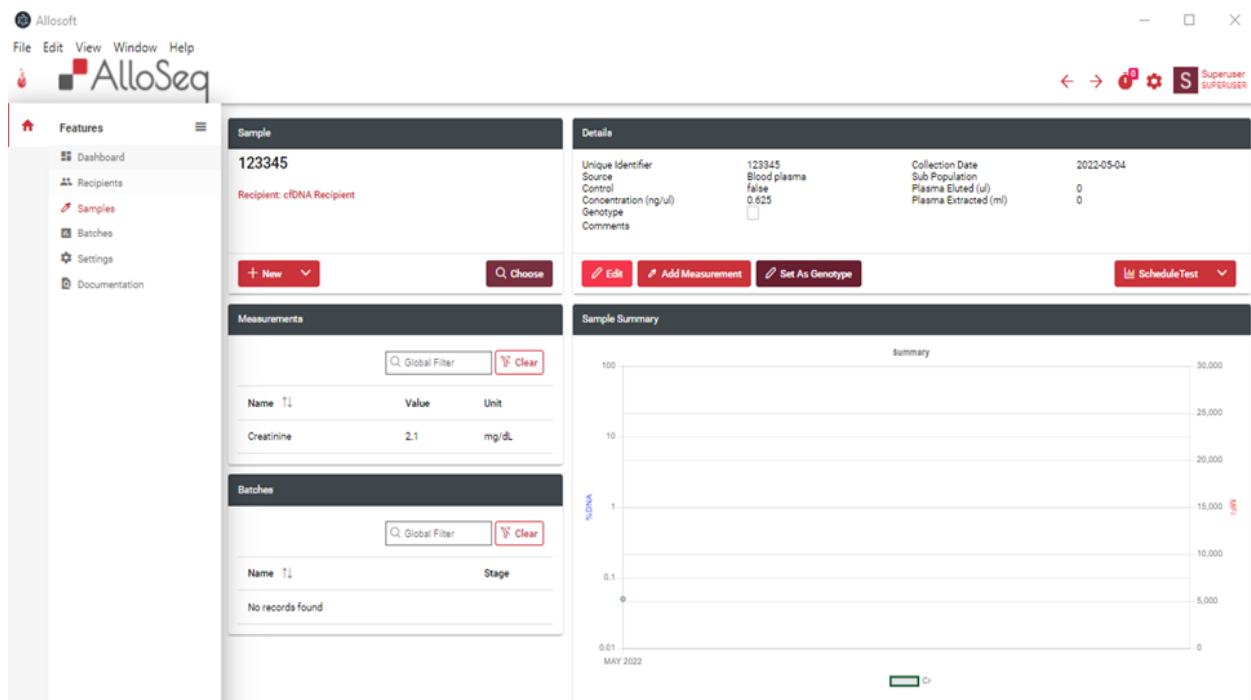 Allosoft
File Edit View Window Help
AlloSeq
0
S
Superuser
SUPERUSER
Features
Dashboard
Recipients
Samples
Batches
Settings
Documentation
Sample
123345
Recipient: cfDNA Recipient
+ New
Choose
Details
Unique Identifier 123345 Collection Date 2022-05-04
Source Blood plasma Sub Population
Control false Plasma Eluted (ul) 0
Concentration (ng/ul) 0.625 Plasma Extracted (ml) 0
Genotype
Comments
Edit Add Measurement Set As Genotype ScheduleTest
Measurements
Global Filter Clear
Name Value Unit
Creatinine 2.1 mg/dL
Batches
Global Filter Clear
Name Stage
No records found
Sample Summary
Summary
100 30,000
25,000
10
20,000
%DNA 1 15,000 MFI
10,000
0.1
5,000
0.01 0
MAY 2022
Cr